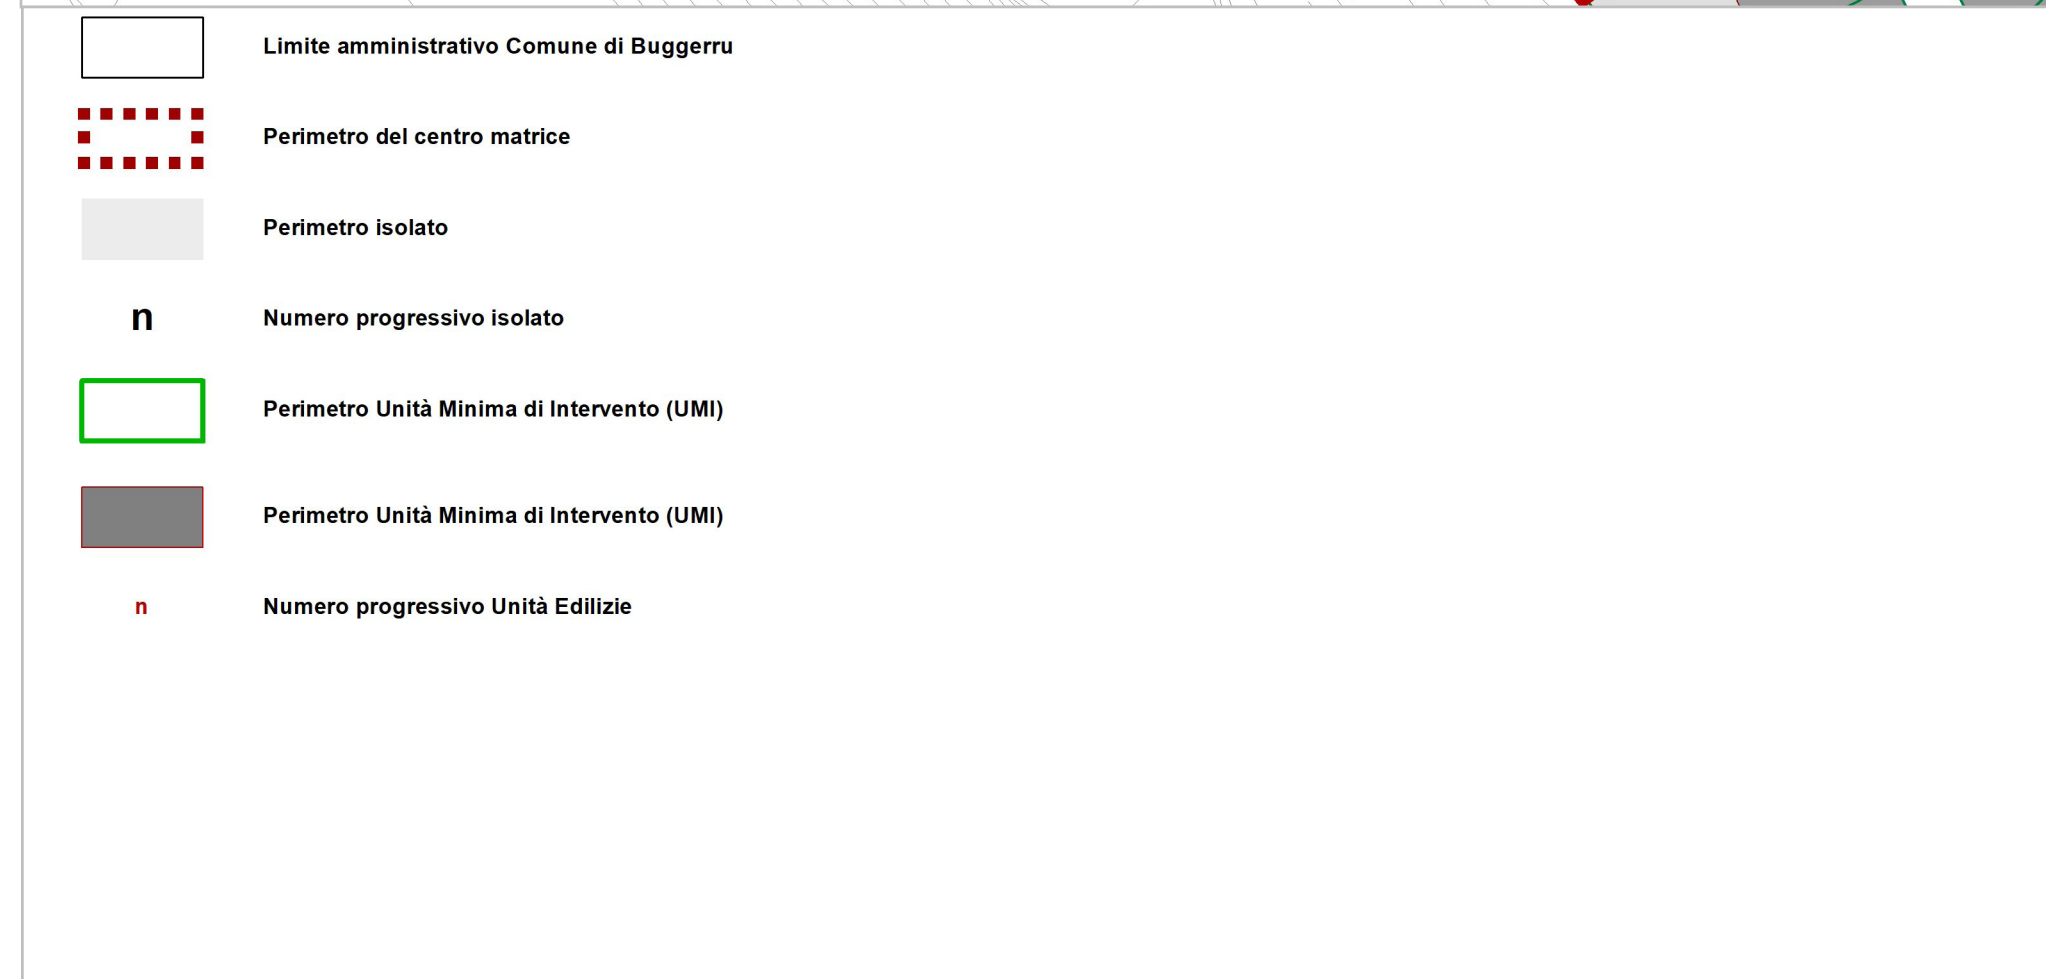 Limite amministrativo Comune di Buggerru
Perimetro del centro matrice
Perimetro isolato
n Numero progressivo isolato
Perimetro Unità Minima di Intervento (UMI)
Perimetro Unità Minima di Intervento (UMI)
n Numero progressivo Unità Edilizie